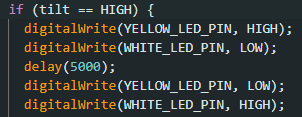 if (tilt == HIGH) {
digitalWrite(YELLOW_LED_PIN, HIGH);
digitalWrite(WHITE_LED_PIN, LOW);
delay(5000);
digitalWrite(YELLOW_LED_PIN, LOW);
digitalWrite(WHITE_LED_PIN, HIGH);